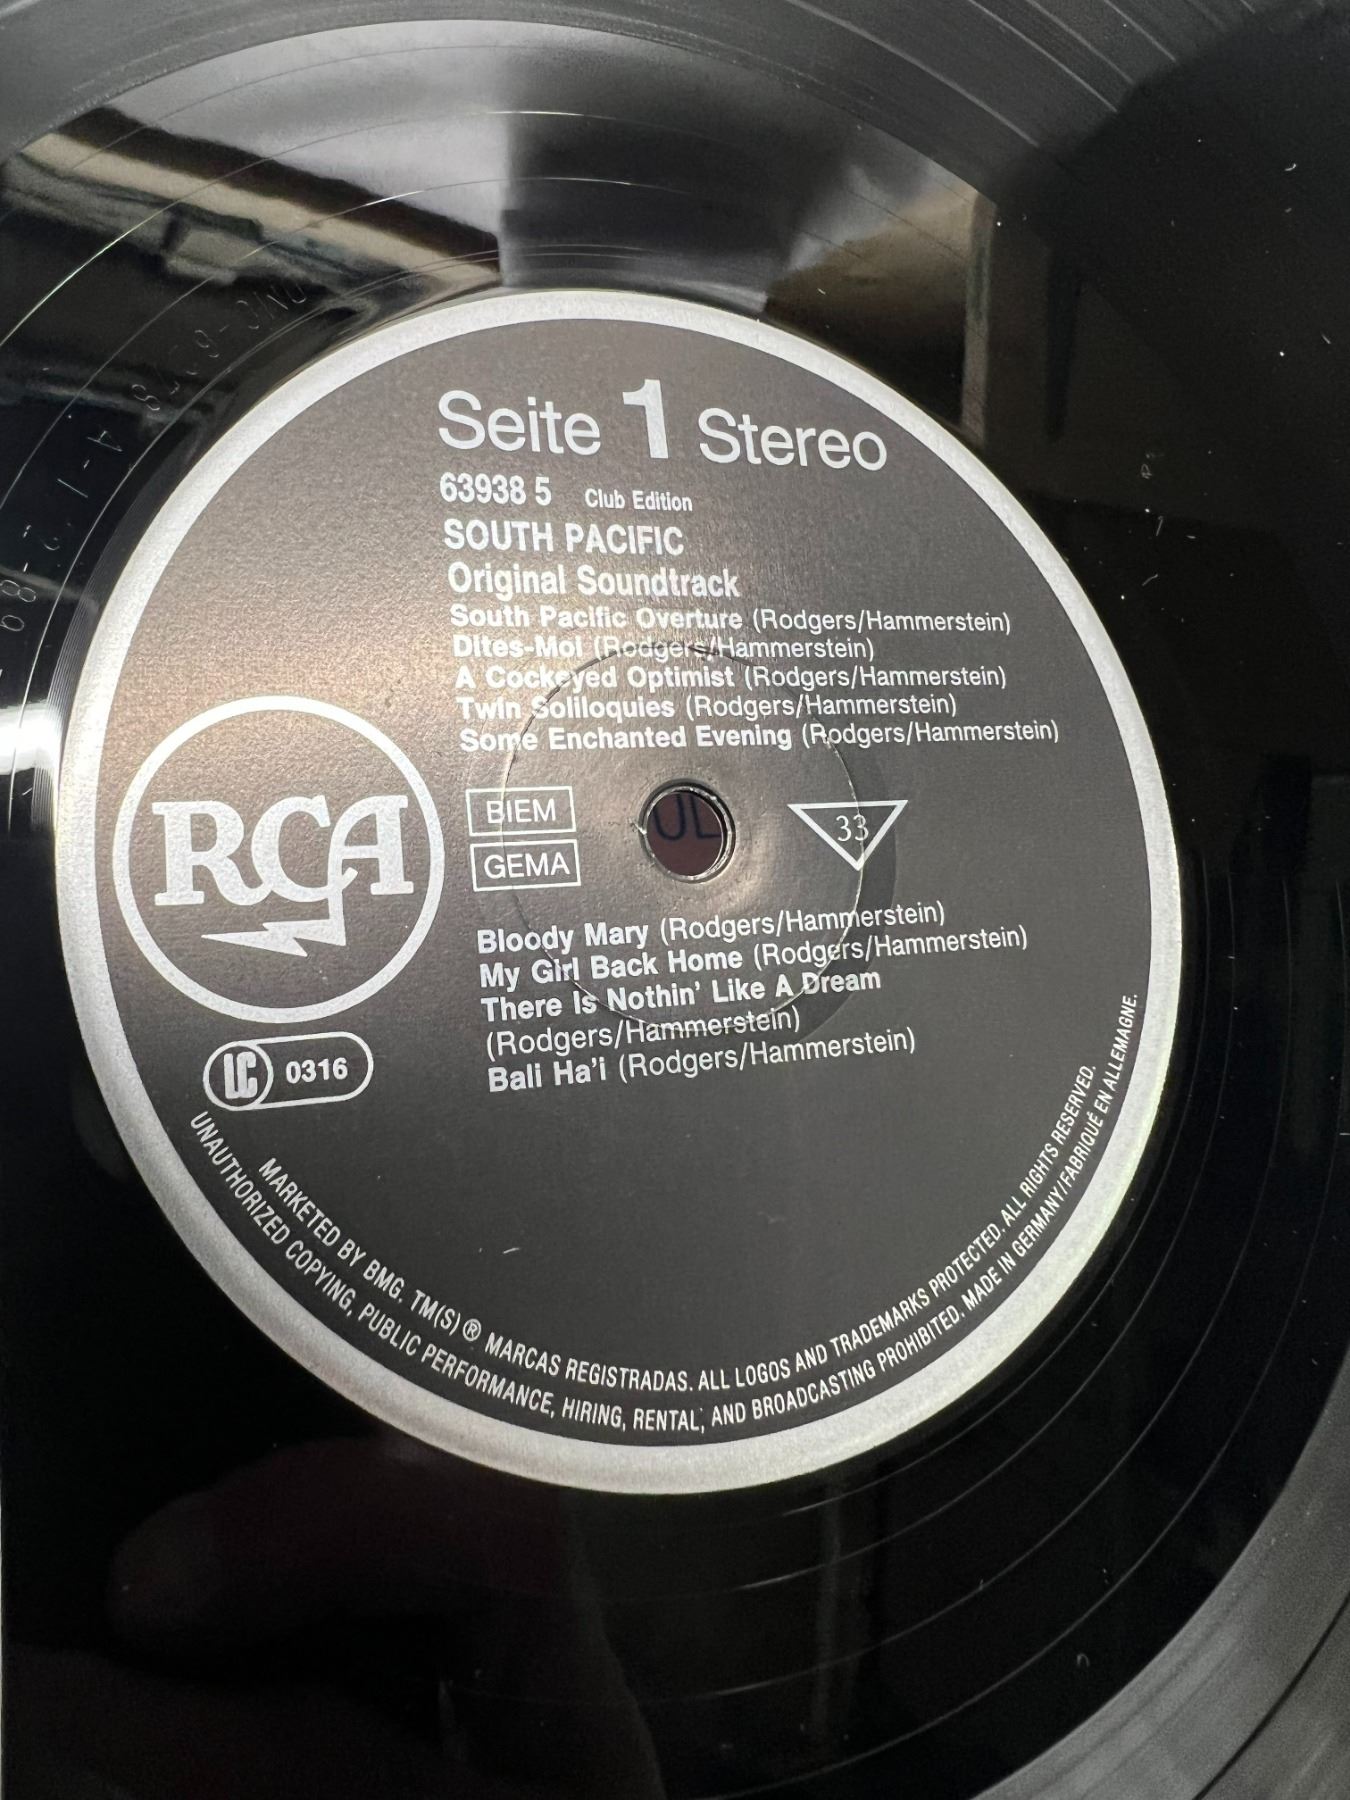 Seite 1 Stereo
63938 5 Club Edition
SOUTH PACIFIC
Original Soundtrack
South Pacific Overture (Rodgers/Hammerstein)
Dites-Moi (Rodgers/Hammerstein)
A Cockeyed Optimist (Rodgers/Hammerstein)
Twin Soliloquies (Rodgers/Hammerstein)
Some Enchanted Evening (Rodgers/Hammerstein)
RCA
BIEM
GEMA
33
Bloody Mary (Rodgers/Hammerstein)
My Girl Back Home (Rodgers/Hammerstein)
There Is Nothin' Like A Dream
(Rodgers/Hammerstein)
Bali Ha'i (Rodgers/Hammerstein)
LC 0316
MARKETED BY BMG. TM(S) ® MARCAS REGISTRADAS. ALL LOGOS AND TRADEMARKS PROTECTED. ALL RIGHTS RESERVED.
UNAUTHORIZED COPYING, PUBLIC PERFORMANCE, HIRING, RENTAL, AND BROADCASTING PROHIBITED. MADE IN GERMANY/FABRIQUÉ EN ALLEMAGNE.